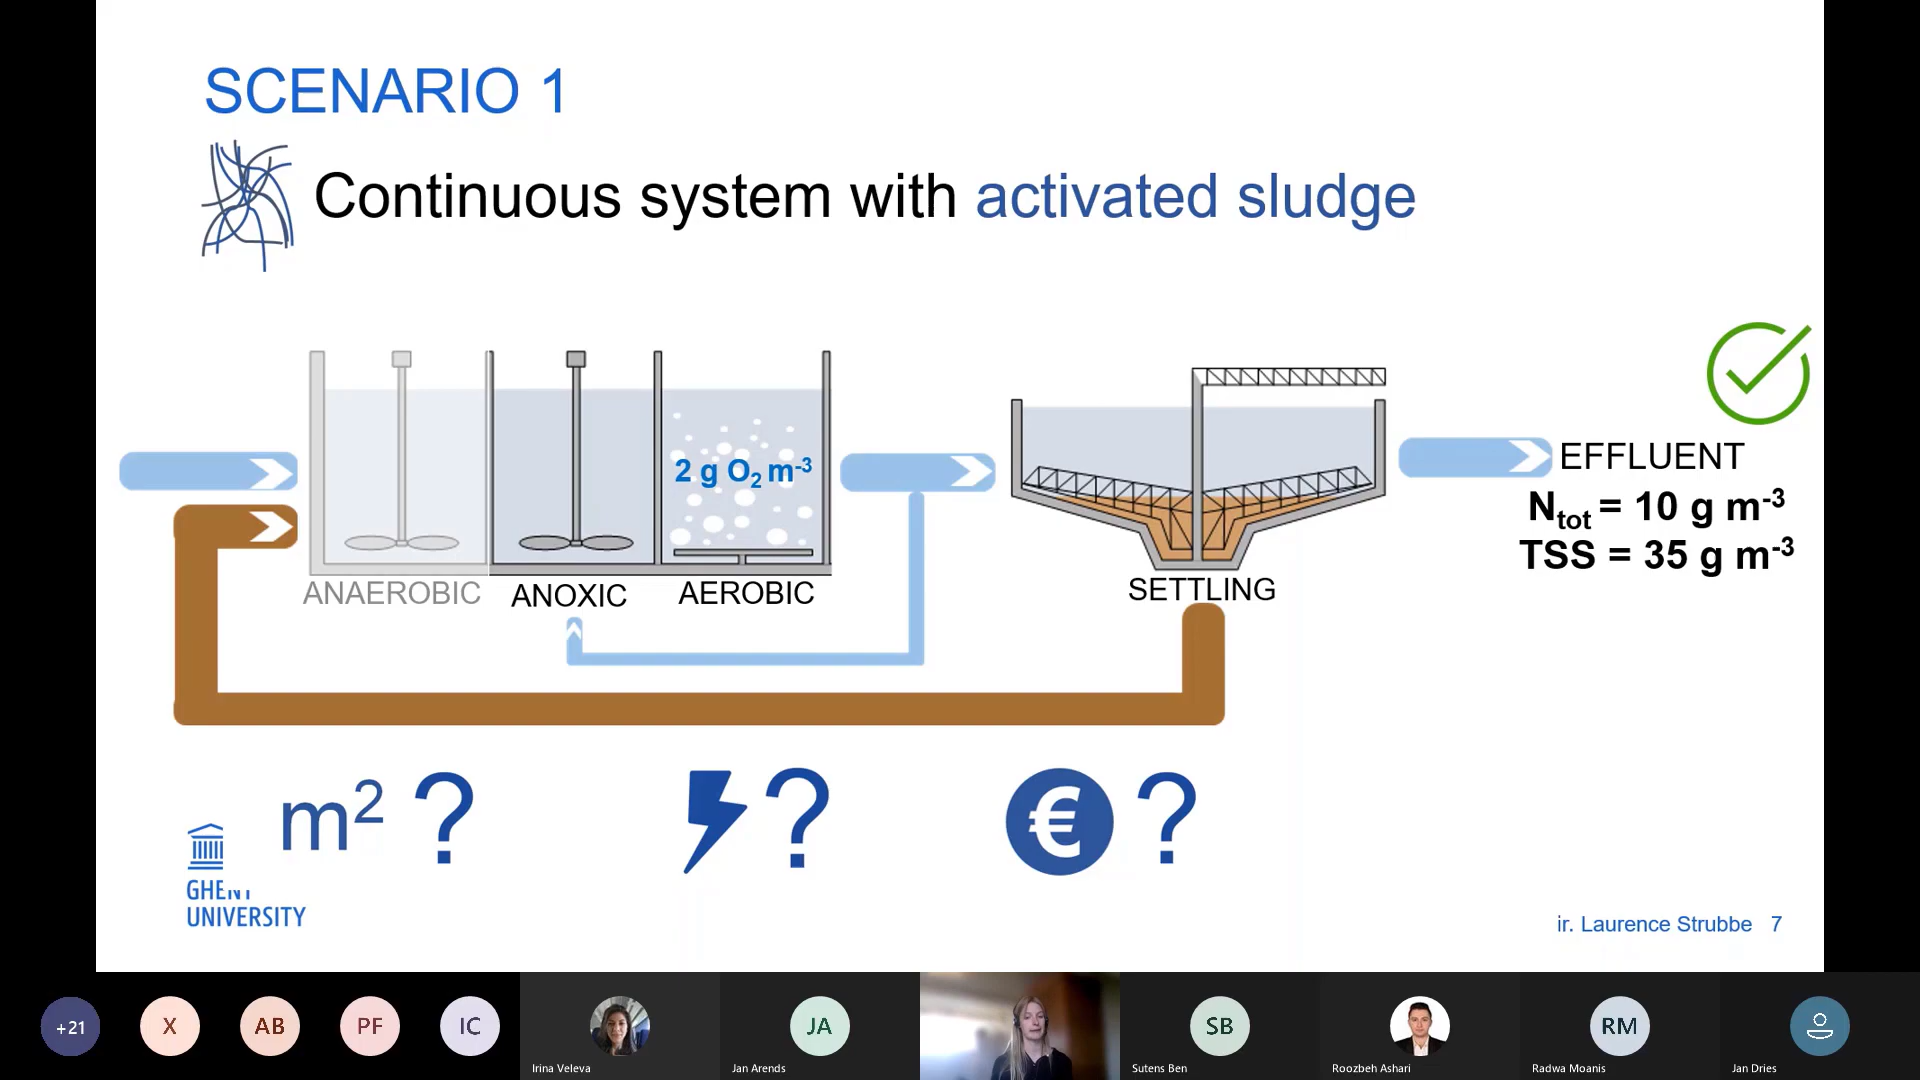 SCENARIO 1
Continuous system with activated sludge
2 g O₂ m⁻³
EFFLUENT
Nₜₒₜ = 10 g m⁻³
TSS = 35 g m⁻³
ANAEROBIC
ANOXIC
AEROBIC
SETTLING
m² ?
?
€ ?
GHENT
UNIVERSITY
ir. Laurence Strubbe 7
+21
X
AB
PF
IC
Irina Veleva
JA
Jan Arends
SB
Sutens Ben
Roozbeh Ashari
RM
Radwa Moanis
Jan Dries